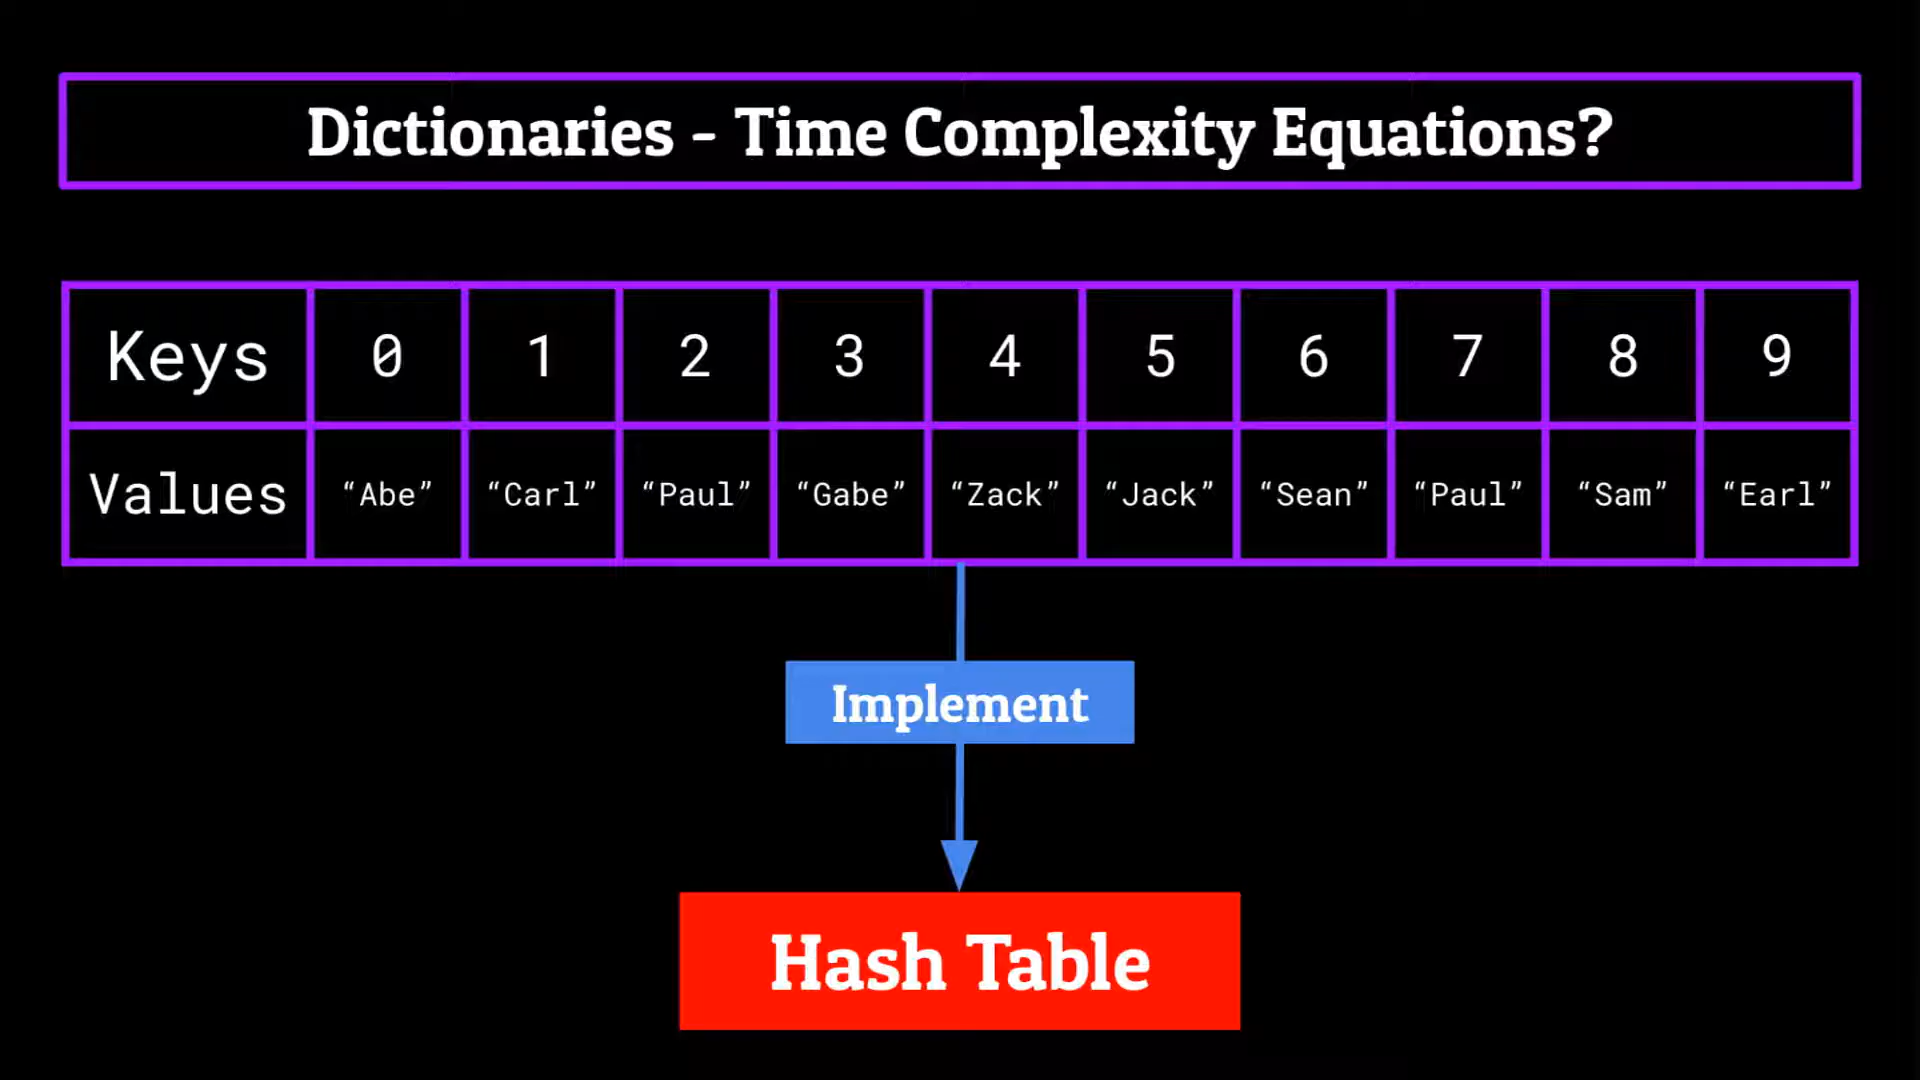 Dictionaries - Time Complexity Equations?
Keys 0 1 2 3 4 5 6 7 8 9
Values “Abe” “Carl” “Paul” “Gabe” “Zack” “Jack” “Sean” “Paul” “Sam” “Earl”
Implement
Hash Table